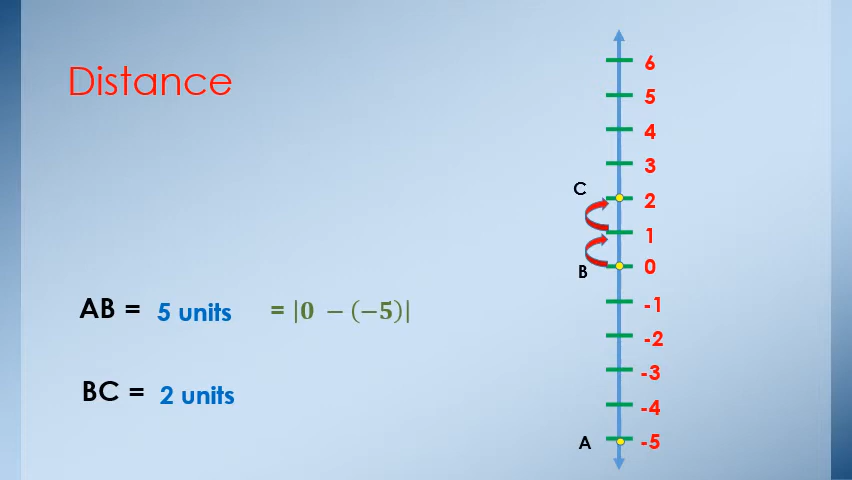 Distance
AB = 5 units = |0 − (−5)|
BC = 2 units
6
5
4
3
C
2
1
B
0
-1
-2
-3
-4
A
-5